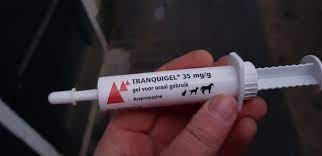 TRANQUIGEL® 35 mg/g
gel voor oraal gebruik
Acepromazine